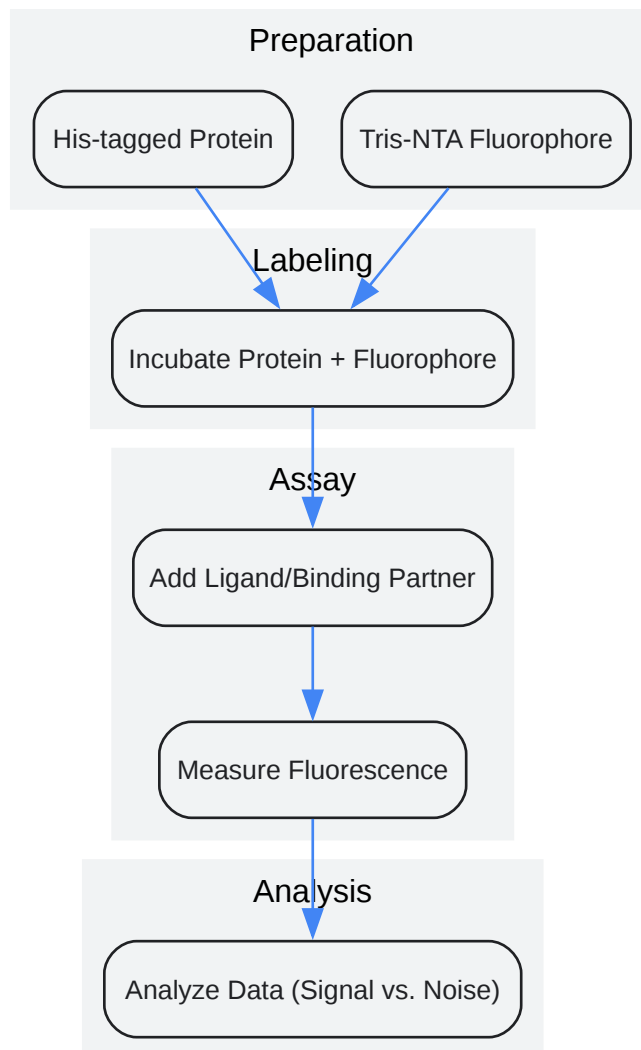 Preparation
His-tagged Protein
Tris-NTA Fluorophore
Labeling
Incubate Protein + Fluorophore
Assay
Add Ligand/Binding Partner
Measure Fluorescence
Analysis
Analyze Data (Signal vs. Noise)